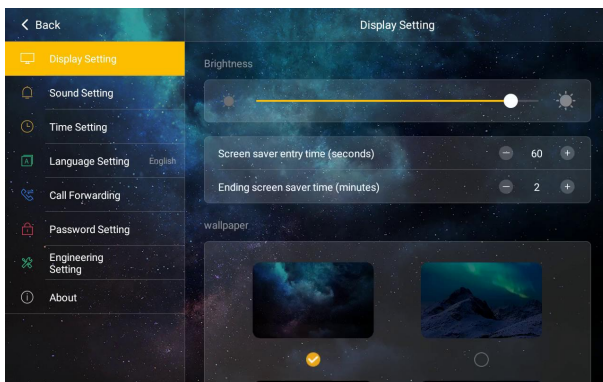 Back
Display Setting
Display Setting
Sound Setting
Time Setting
Language Setting English
Call Forwarding
Password Setting
Engineering
Setting
About
Brightness
Screen saver entry time (seconds) − 60 +
Ending screen saver time (minutes) − 2 +
wallpaper